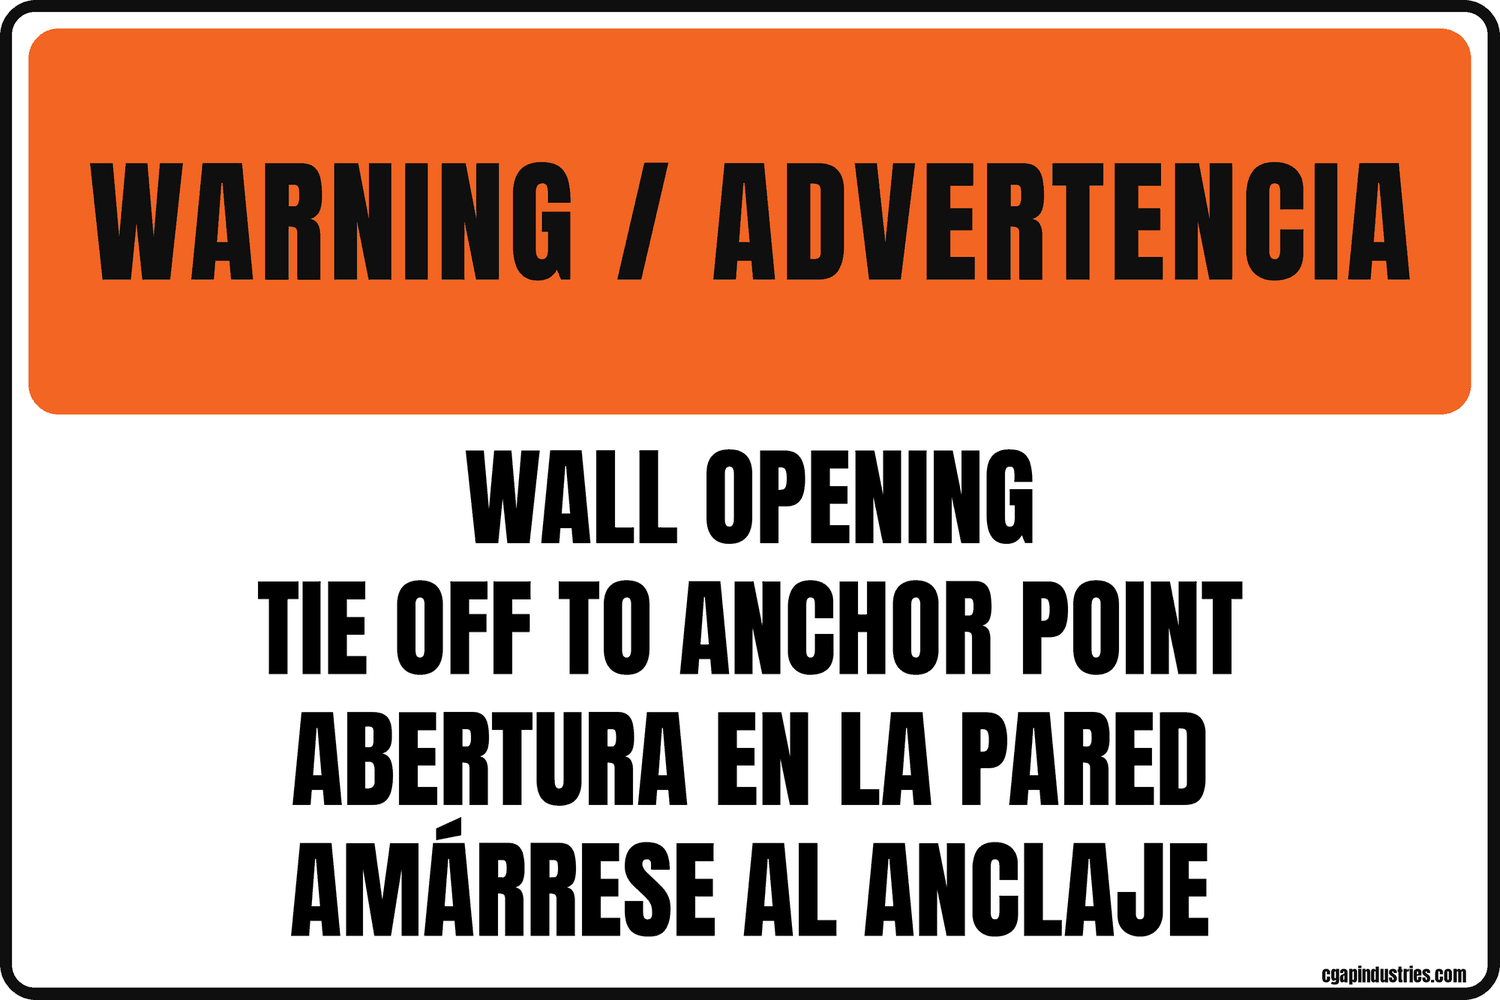 WARNING / ADVERTENCIA
WALL OPENING
TIE OFF TO ANCHOR POINT
ABERTURA EN LA PARED
AMÁRRESE AL ANCLAJE
cgapindustries.com